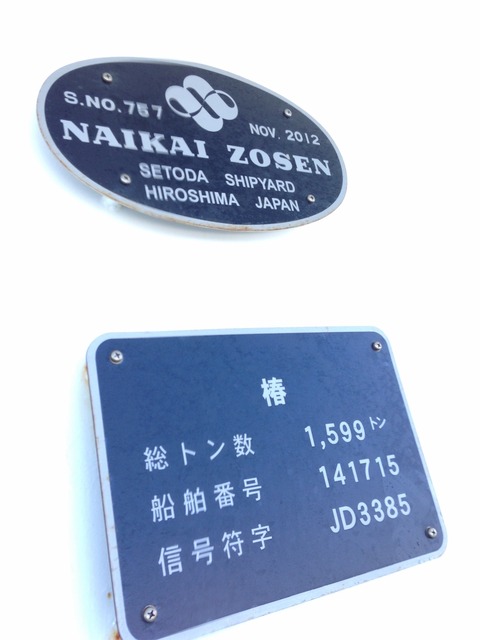 S.NO.757
NOV. 2012
NAIKAI ZOSEN
SETODA SHIPYARD
HIROSHIMA JAPAN
椿
総トン数 1,599トン
船舶番号 141715
信号符字 JD3385